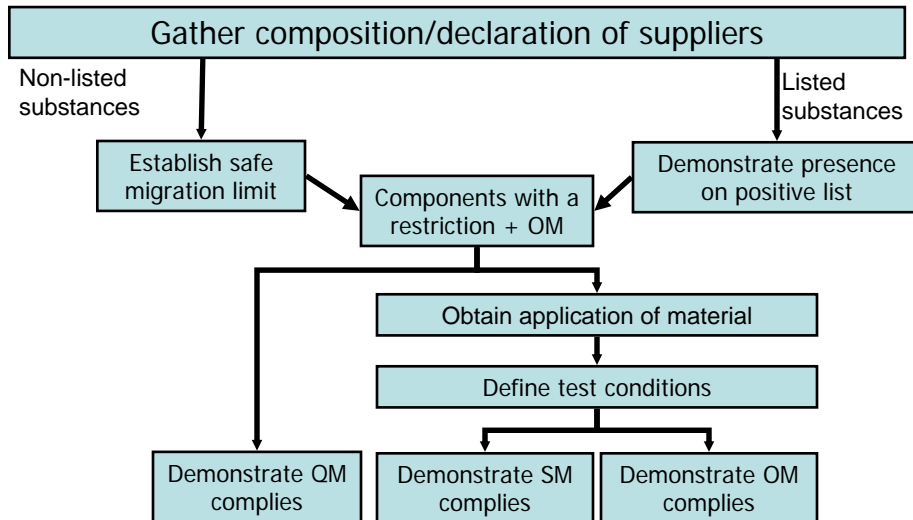 Gather composition/declaration of suppliers
Non-listed
substances
Listed
substances
Establish safe
migration limit
Demonstrate presence
on positive list
Components with a
restriction + OM
Obtain application of material
Define test conditions
Demonstrate QM
complies
Demonstrate SM
complies
Demonstrate OM
complies